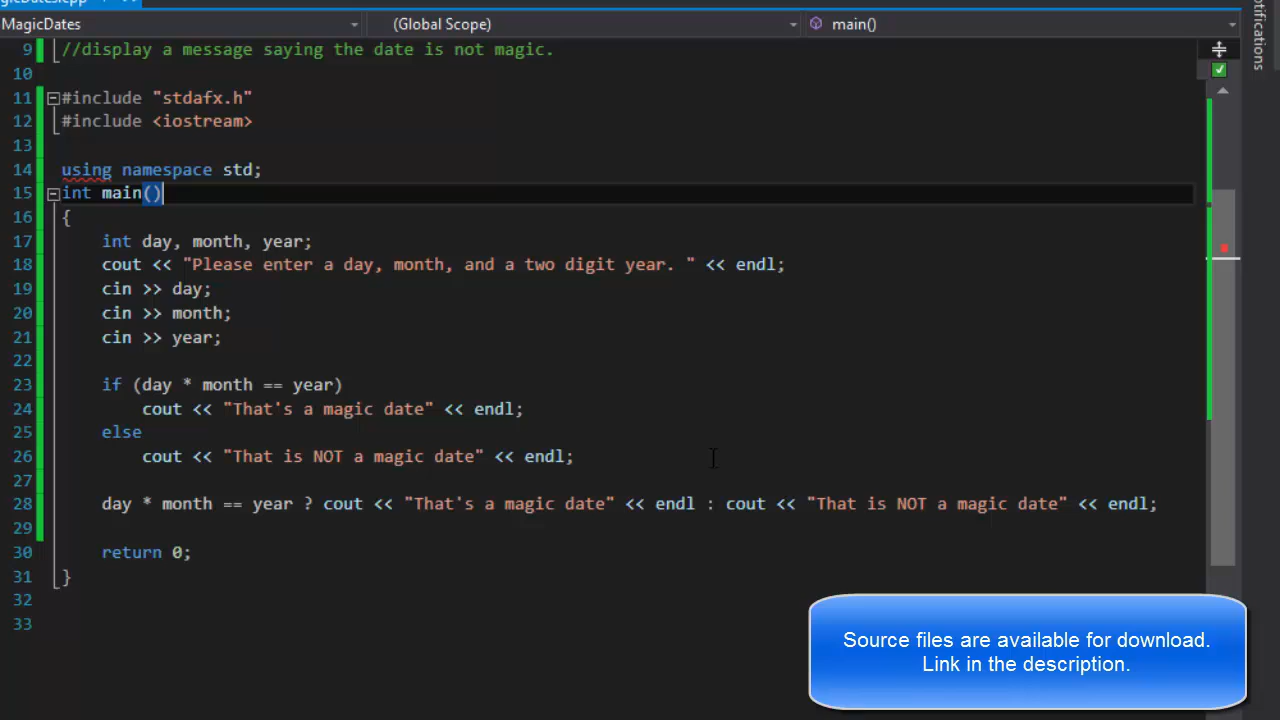 MagicDates (Global Scope) main()
9 //display a message saying the date is not magic.
10
11 #include "stdafx.h"
12 #include <iostream>
13
14 using namespace std;
15 int main()
16 {
17 int day, month, year;
18 cout << "Please enter a day, month, and a two digit year. " << endl;
19 cin >> day;
20 cin >> month;
21 cin >> year;
22
23 if (day * month == year)
24 cout << "That's a magic date" << endl;
25 else
26 cout << "That is NOT a magic date" << endl;
27
28 day * month == year ? cout << "That's a magic date" << endl : cout << "That is NOT a magic date" << endl;
29
30 return 0;
31 }
32
33
Source files are available for download.
Link in the description.